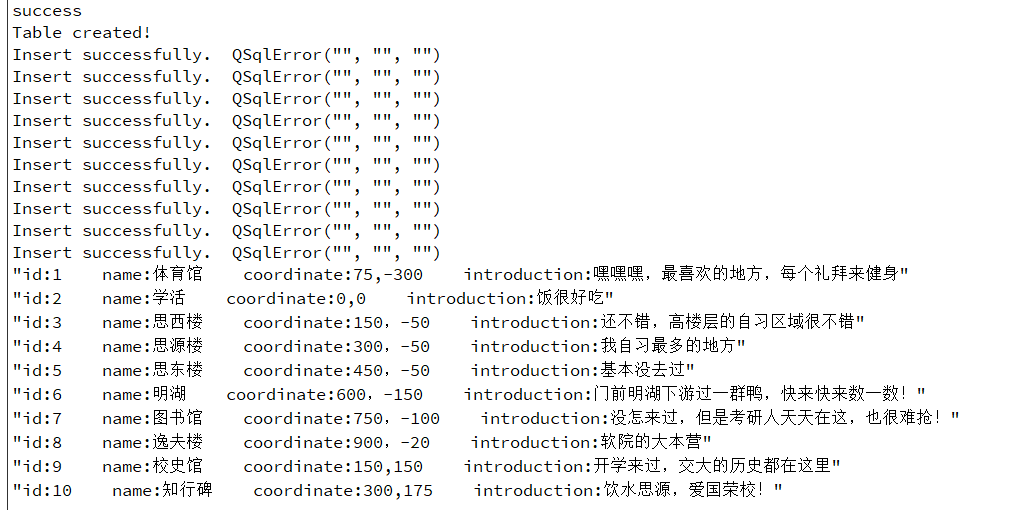 success
Table created!
Insert successfully.  QSqlError("", "", "")
Insert successfully.  QSqlError("", "", "")
Insert successfully.  QSqlError("", "", "")
Insert successfully.  QSqlError("", "", "")
Insert successfully.  QSqlError("", "", "")
Insert successfully.  QSqlError("", "", "")
Insert successfully.  QSqlError("", "", "")
Insert successfully.  QSqlError("", "", "")
Insert successfully.  QSqlError("", "", "")
Insert successfully.  QSqlError("", "", "")
"id:1    name:体育馆    coordinate:75,-300    introduction:嘿嘿嘿，最喜欢的地方，每个礼拜来健身"
"id:2    name:学活    coordinate:0,0    introduction:饭很好吃"
"id:3    name:思西楼    coordinate:150，-50    introduction:还不错，高楼层的自习区域很不错"
"id:4    name:思源楼    coordinate:300，-50    introduction:我自习最多的地方"
"id:5    name:思东楼    coordinate:450，-50    introduction:基本没去过"
"id:6    name:明湖    coordinate:600，-150    introduction:门前明湖下游过一群鸭，快来快来数一数！"
"id:7    name:图书馆    coordinate:750，-100    introduction:没怎来过，但是考研人天天在这，也很难抢！"
"id:8    name:逸夫楼    coordinate:900，-20    introduction:软院的大本营"
"id:9    name:校史馆    coordinate:150,150    introduction:开学来过，交大的历史都在这里"
"id:10    name:知行碑    coordinate:300,175    introduction:饮水思源，爱国荣校！"